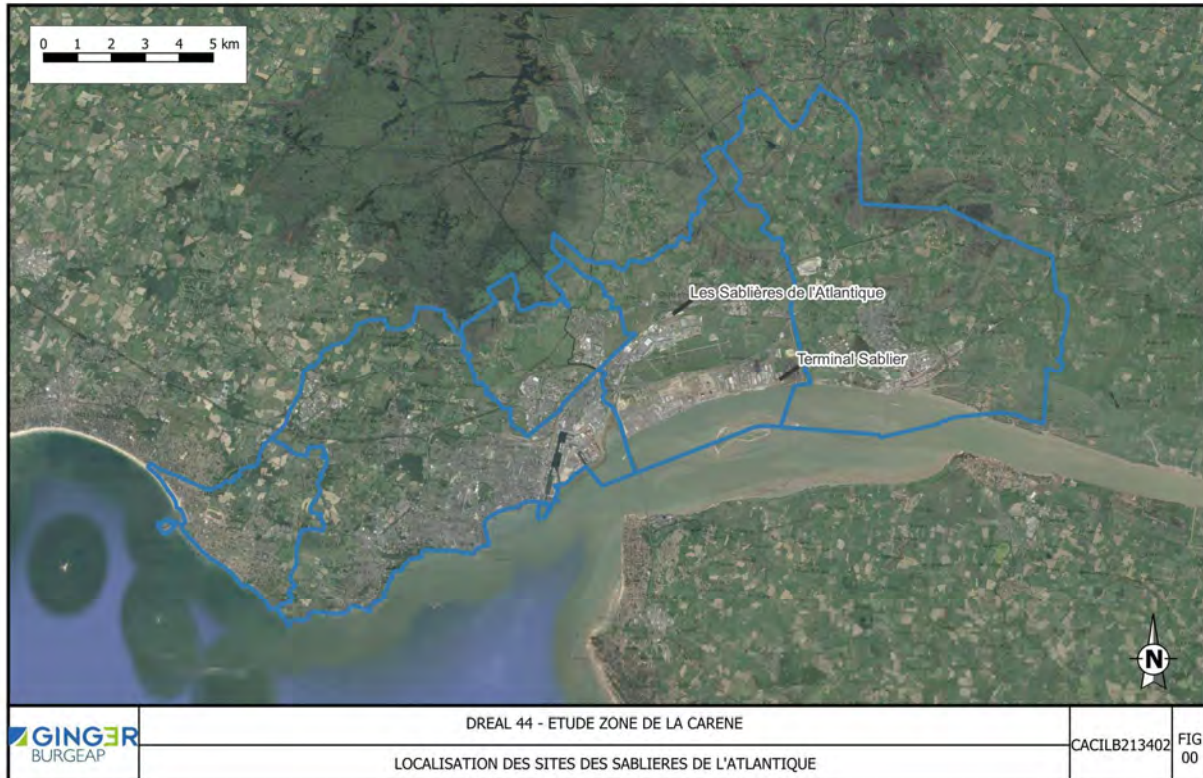 0 1 2 3 4 5 km
Les Sablières de l'Atlantique
Terminal Sablier
N
GINGER
BURGEAP
DREAL 44 - ETUDE ZONE DE LA CARENE
LOCALISATION DES SITES DES SABLIERES DE L'ATLANTIQUE
CACILB213402
FIG
00